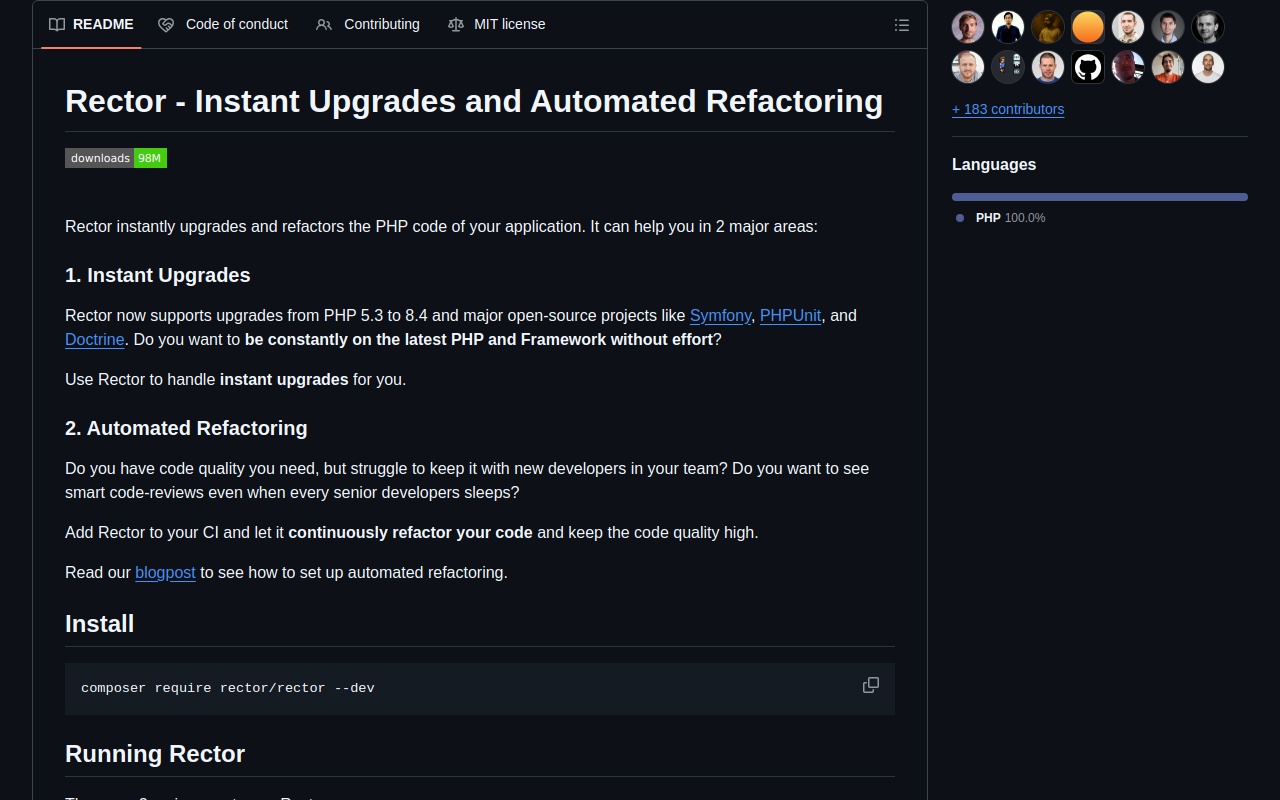 README
Code of conduct
Contributing
MIT license
Rector - Instant Upgrades and Automated Refactoring
downloads 98M
Rector instantly upgrades and refactors the PHP code of your application. It can help you in 2 major areas:
1. Instant Upgrades
Rector now supports upgrades from PHP 5.3 to 8.4 and major open-source projects like Symfony, PHPUnit, and
Doctrine. Do you want to be constantly on the latest PHP and Framework without effort?
Use Rector to handle instant upgrades for you.
2. Automated Refactoring
Do you have code quality you need, but struggle to keep it with new developers in your team? Do you want to see
smart code-reviews even when every senior developers sleeps?
Add Rector to your CI and let it continuously refactor your code and keep the code quality high.
Read our blogpost to see how to set up automated refactoring.
Install
composer require rector/rector --dev
Running Rector
+ 183 contributors
Languages
PHP 100.0%